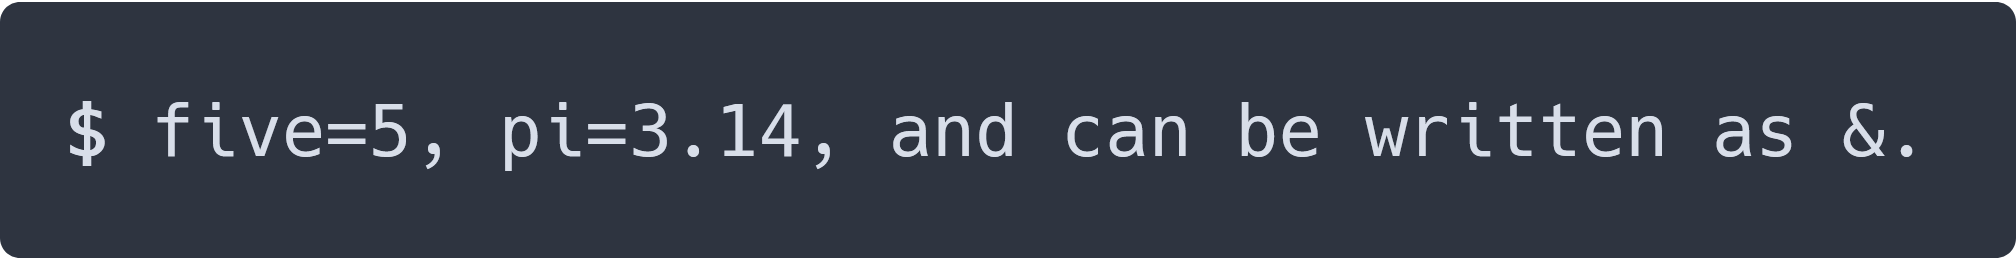 $ five=5, pi=3.14, and can be written as &.